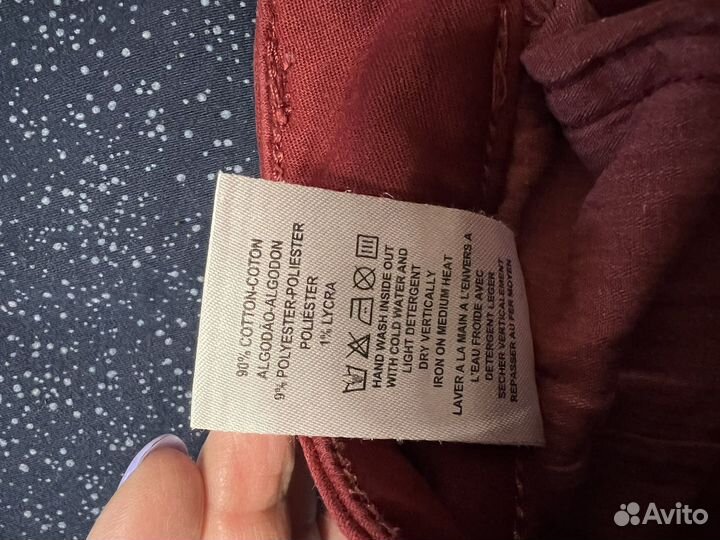 90% COTTON-COTON
ALGODÃO-ALGODON
9% POLYESTER-POLIESTER
POLIESTER
1% LYCRA
HAND WASH INSIDE OUT
WITH COLD WATER AND
LIGHT DETERGENT
DRY VERTICALLY
IRON ON MEDIUM HEAT
LAVER A LA MAIN A L'ENVERS A
L'EAU FROIDE AVEC
DETERGENT LEGER
SECHER VERTICALEMENT
REPASSER AU FER MOYEN
Avito